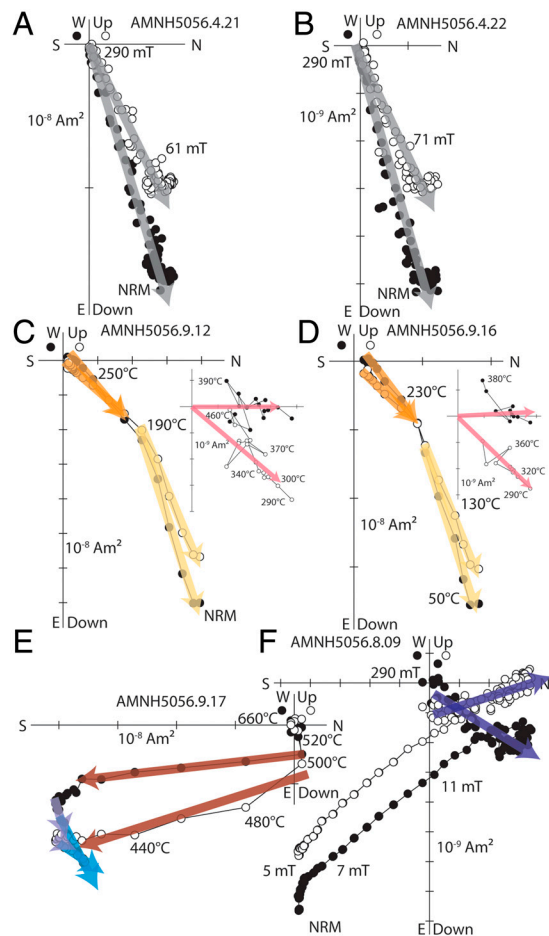 A
W Up AMNH5056.4.21
S N
290 mT
10⁻⁸ Am²
61 mT
NRM
E Down
B
W Up AMNH5056.4.22
S N
290 mT
10⁻⁹ Am²
71 mT
NRM
E Down
C
W Up AMNH5056.9.12
S N
250°C
190°C
10⁻⁸ Am²
NRM
E Down
390°C
460°C
10⁻⁹ Am²
370°C
340°C
300°C
290°C
D
W Up AMNH5056.9.16
S N
230°C
130°C
10⁻⁸ Am²
50°C
E Down
380°C
360°C
10⁻⁹ Am²
320°C
290°C
E
AMNH5056.9.17
W Up
660°C
S N
10⁻⁸ Am²
520°C
500°C
E Down
480°C
440°C
F
AMNH5056.8.09
W Up
290 mT
S N
11 mT
5 mT
7 mT
10⁻⁹ Am²
NRM
E Down